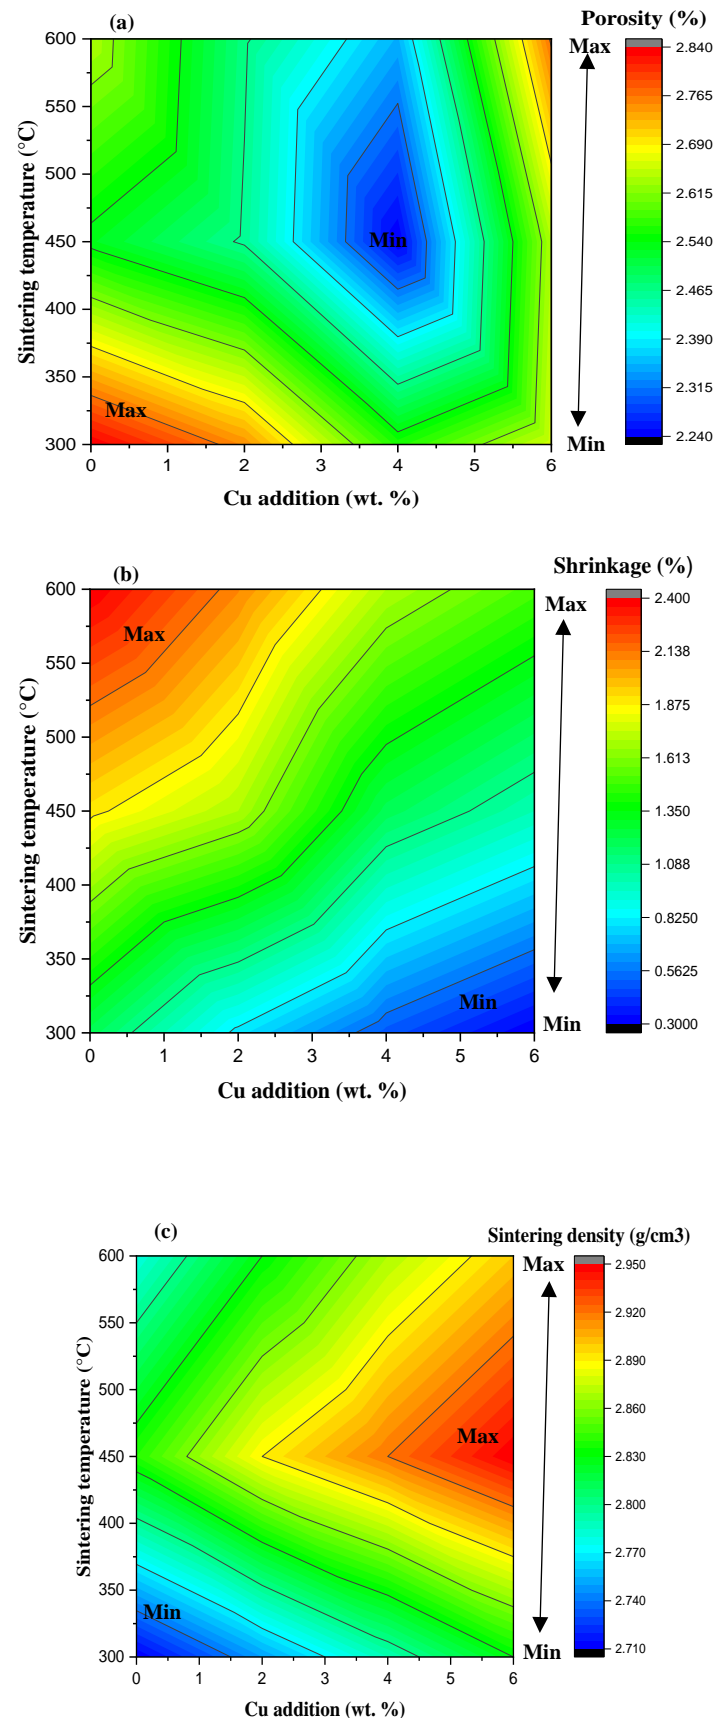 (a)
Porosity (%)
Max
Min
Sintering temperature (°C)
600
550
500
450
400
350
300
Min
Max
0 1 2 3 4 5 6
Cu addition (wt. %)
2.840
2.765
2.690
2.615
2.540
2.465
2.390
2.315
2.240
(b)
Shrinkage (%)
Max
Min
Sintering temperature (°C)
600
550
500
450
400
350
300
Max
Min
0 1 2 3 4 5 6
Cu addition (wt. %)
2.400
2.138
1.875
1.613
1.350
1.088
0.8250
0.5625
0.3000
(c)
Sintering density (g/cm3)
Max
Min
Sintering temperature (°C)
600
550
500
450
400
350
300
Max
Min
0 1 2 3 4 5 6
Cu addition (wt. %)
2.950
2.920
2.890
2.860
2.830
2.800
2.770
2.740
2.710